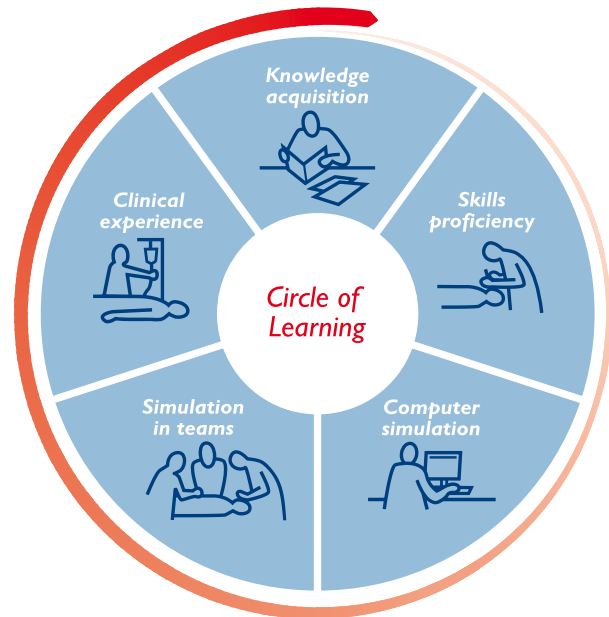 Knowledge
acquisition
Skills
proficiency
Computer
simulation
Simulation
in teams
Clinical
experience
Circle of
Learning